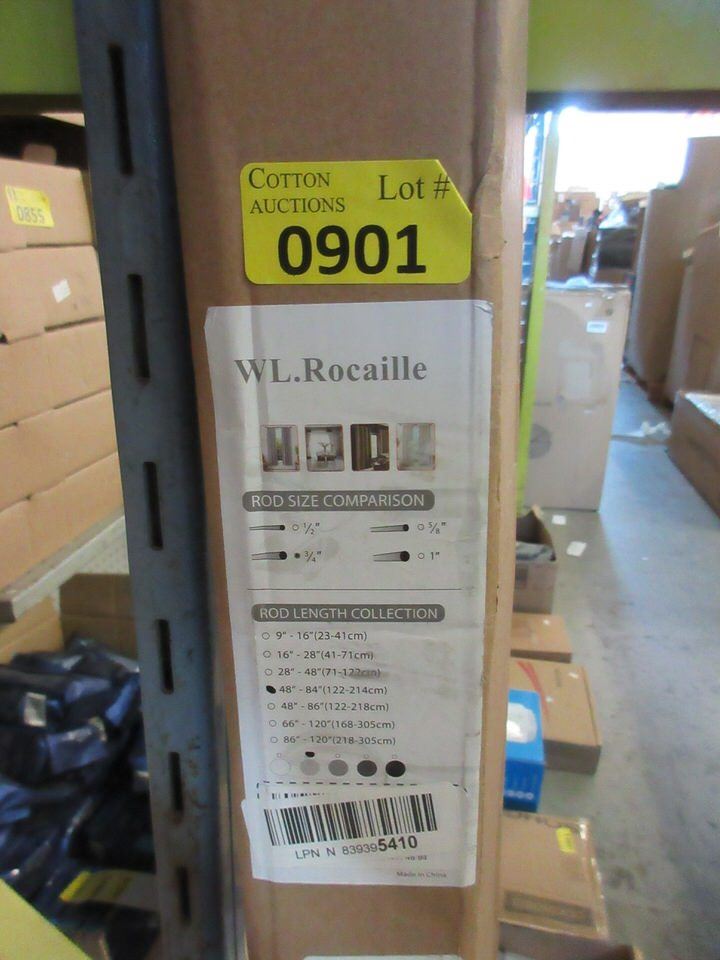 COTTON
AUCTIONS
Lot #
0901
0855
WL.Rocaille
ROD SIZE COMPARISON
1/2"
5/8"
3/4"
1"
ROD LENGTH COLLECTION
9" - 16"(23-41cm)
16" - 28"(41-71cm)
28" - 48"(71-122cm)
48" - 84"(122-214cm)
48" - 86"(122-218cm)
66" - 120"(168-305cm)
86" - 120"(218-305cm)
LPN N 839395410
Made in China